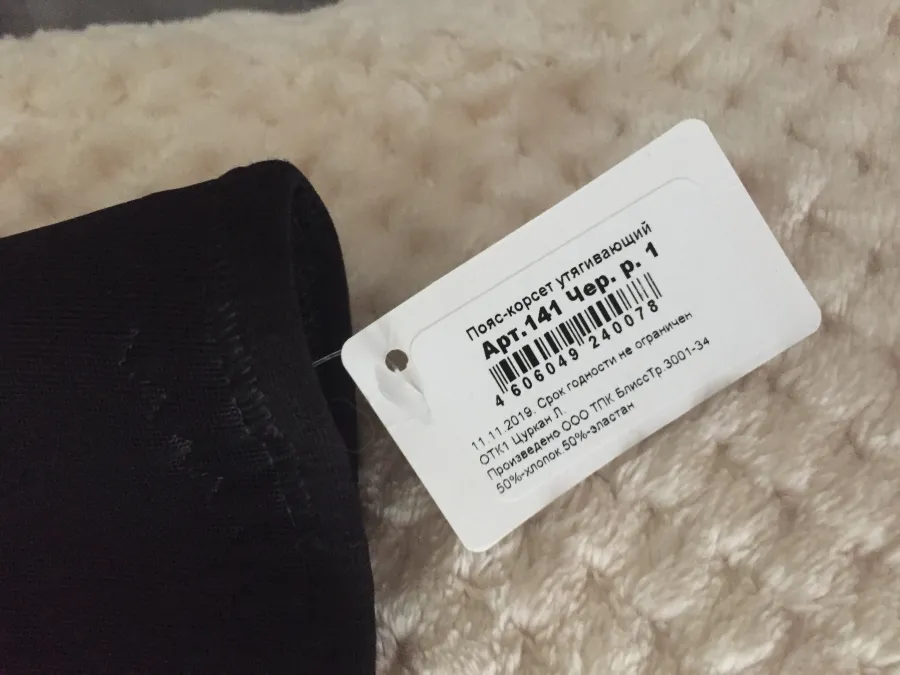 Пояс-корсет утягивающий
Арт.141 Чер. р. 1
4 606049 240078
11.11.2019. Срок годности не ограничен
ОТК1 Цуркан Л.
Произведено ООО ТПК БлиссТр.3001-34
50%-хлопок 50%-эластан